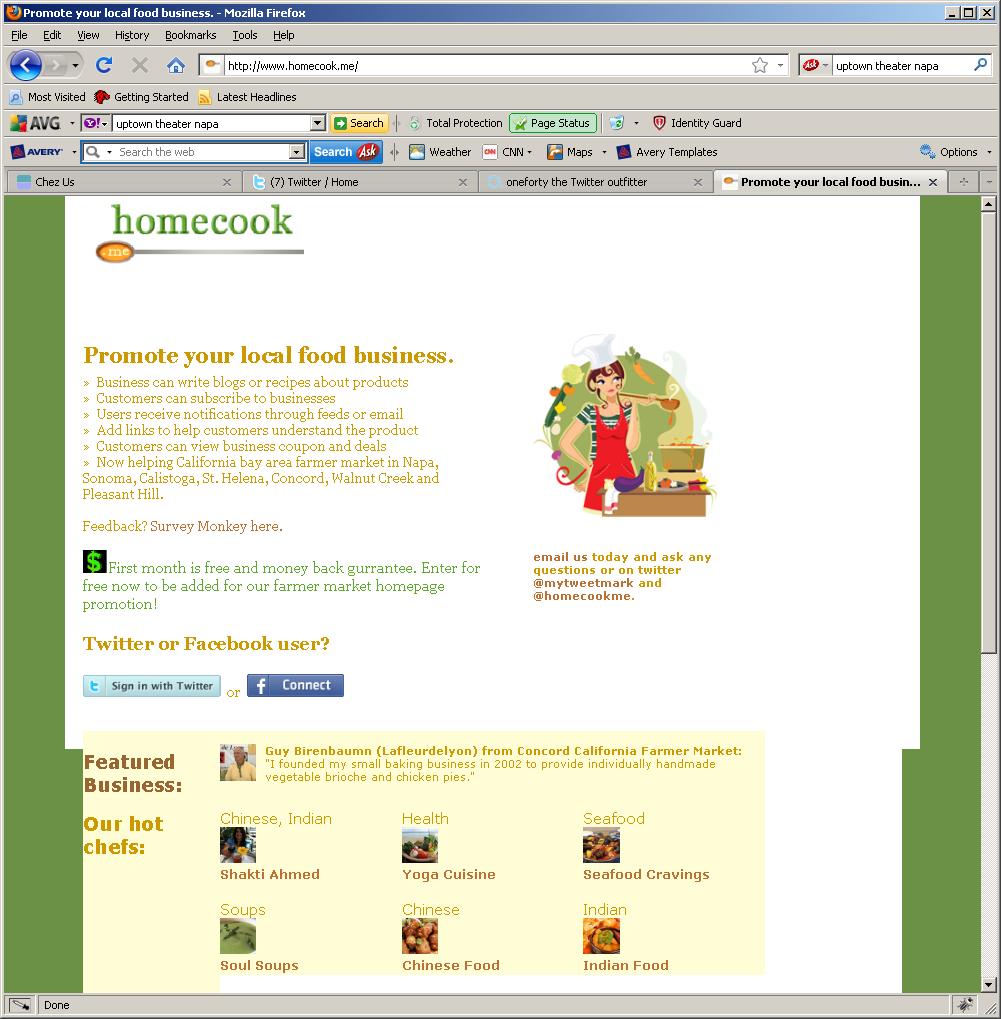 Promote your local food business. - Mozilla Firefox
File Edit View History Bookmarks Tools Help
http://www.homecook.me/ Ask uptown theater napa
Most Visited Getting Started Latest Headlines
AVG Y! uptown theater napa Search Total Protection Page Status Identity Guard
AVERY Search the web Search Ask Weather CNN CNN Maps Avery Templates Options
Chez Us (7) Twitter / Home oneforty the Twitter outfitter Promote your local food busin...
homecook
.me
Promote your local food business.
» Business can write blogs or recipes about products
» Customers can subscribe to businesses
» Users receive notifications through feeds or email
» Add links to help customers understand the product
» Customers can view business coupon and deals
» Now helping California bay area farmer market in Napa,
Sonoma, Calistoga, St. Helena, Concord, Walnut Creek and
Pleasant Hill.
Feedback? Survey Monkey here.
$ First month is free and money back gurrantee. Enter for
free now to be added for our farmer market homepage
promotion!
email us today and ask any
questions or on twitter
@mytweetmark and
@homecookme.
Twitter or Facebook user?
Sign in with Twitter or f Connect
Featured
Business:
Guy Birenbaumn (Lafleurdelyon) from Concord California Farmer Market:
"I founded my small baking business in 2002 to provide individually handmade
vegetable brioche and chicken pies."
Our hot
chefs:
Chinese, Indian Health Seafood
Shakti Ahmed Yoga Cuisine Seafood Cravings
Soups Chinese Indian
Soul Soups Chinese Food Indian Food
Done